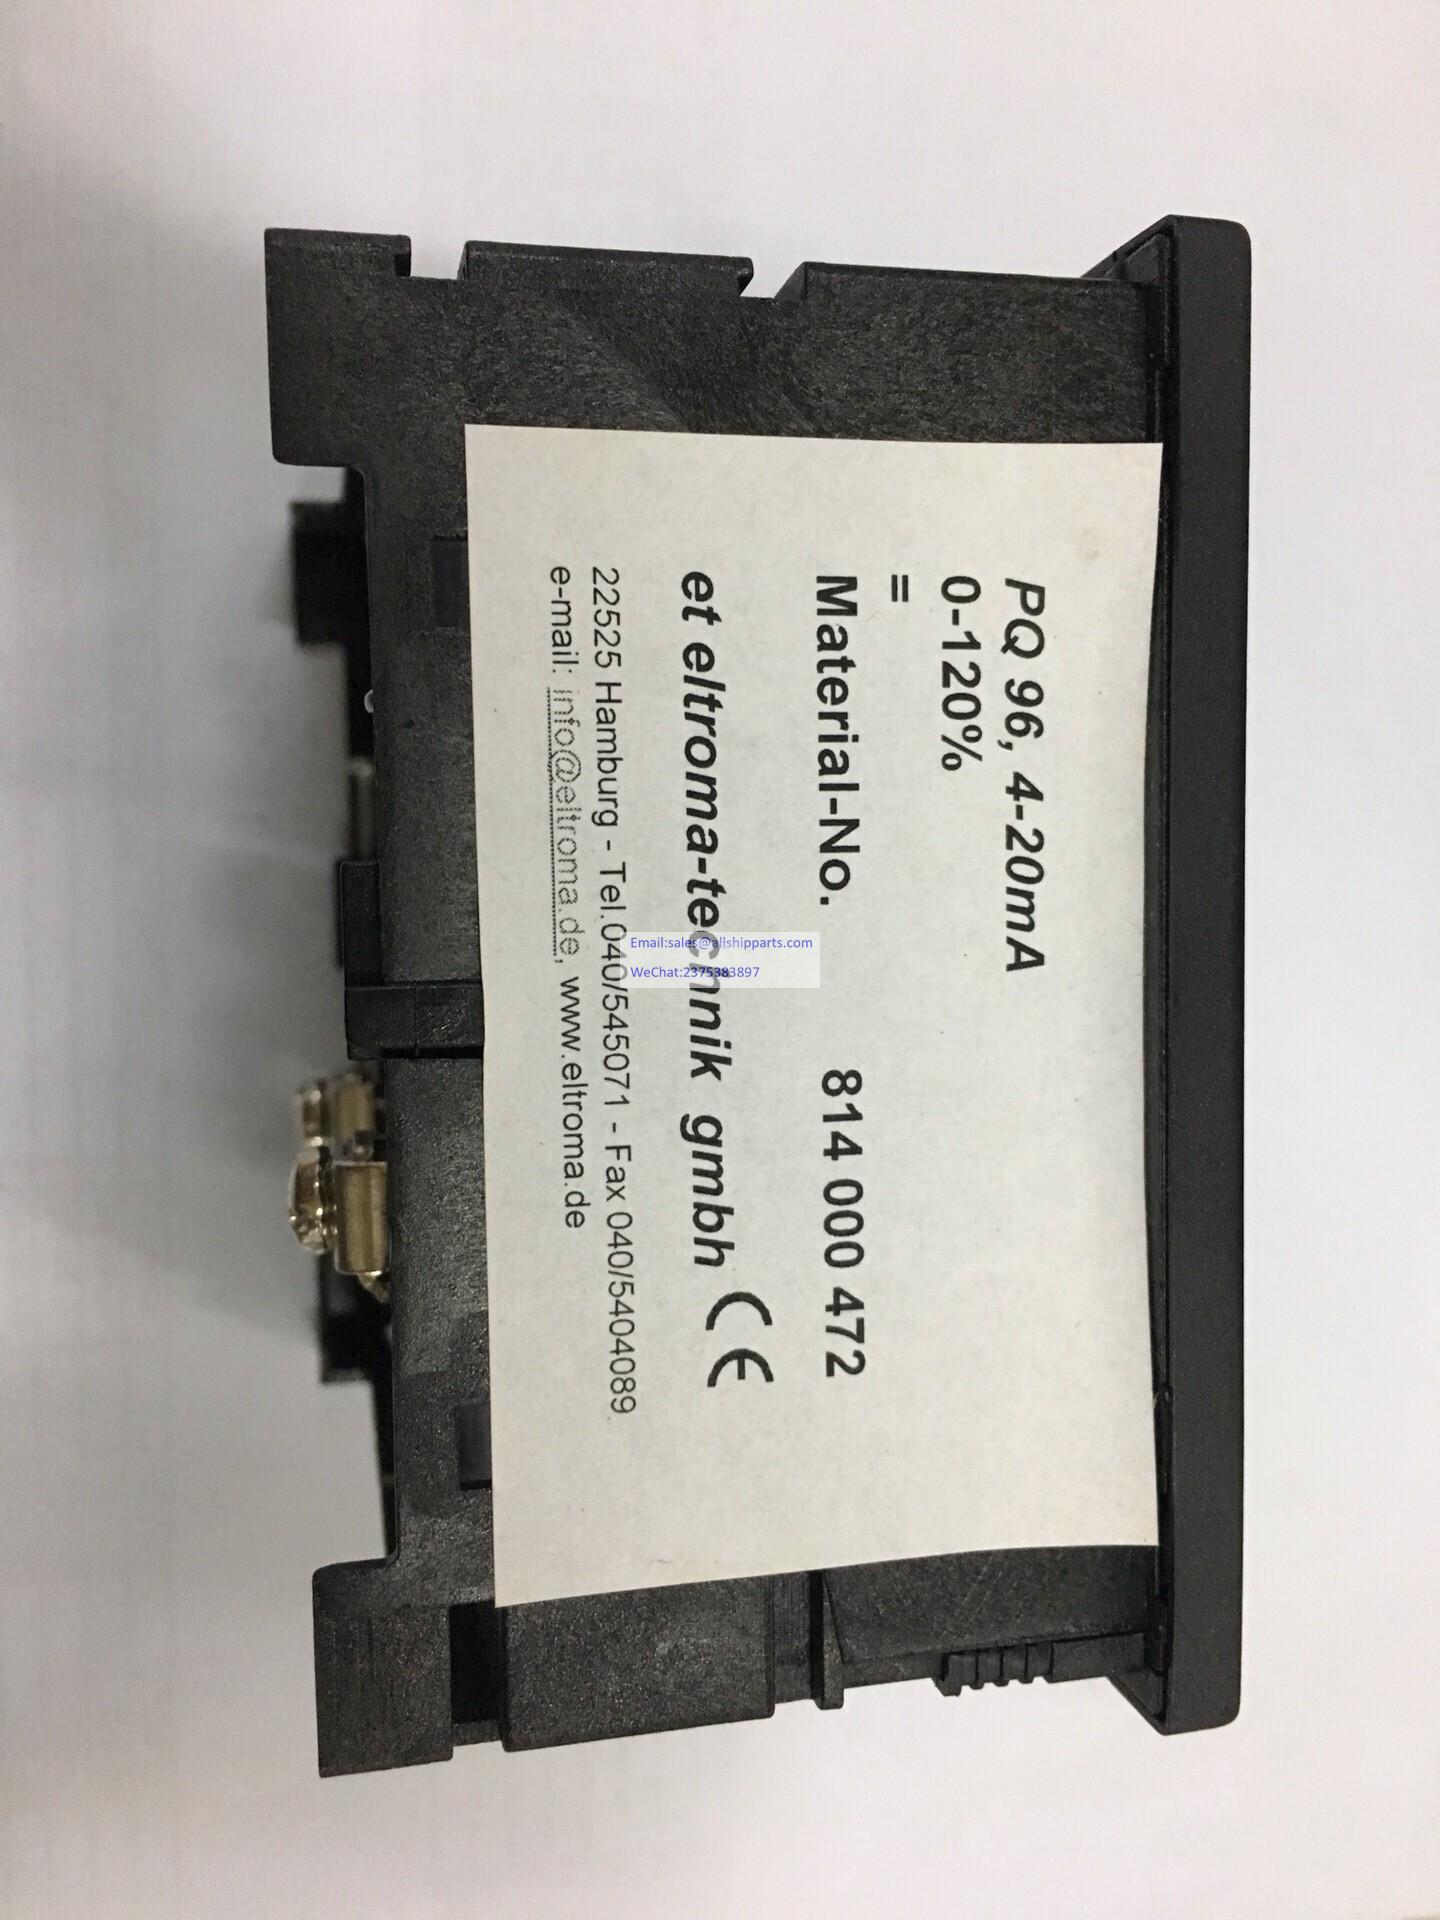 PQ 96, 4-20mA
0-120%
=
Material-No. 814 000 472
et eltroma-technik gmbh CE
22525 Hamburg - Tel.040/545071 - Fax 040/5404089
e-mail: info@eltroma.de, www.eltroma.de
Email:sales@allshipparts.com
WeChat:2375383897